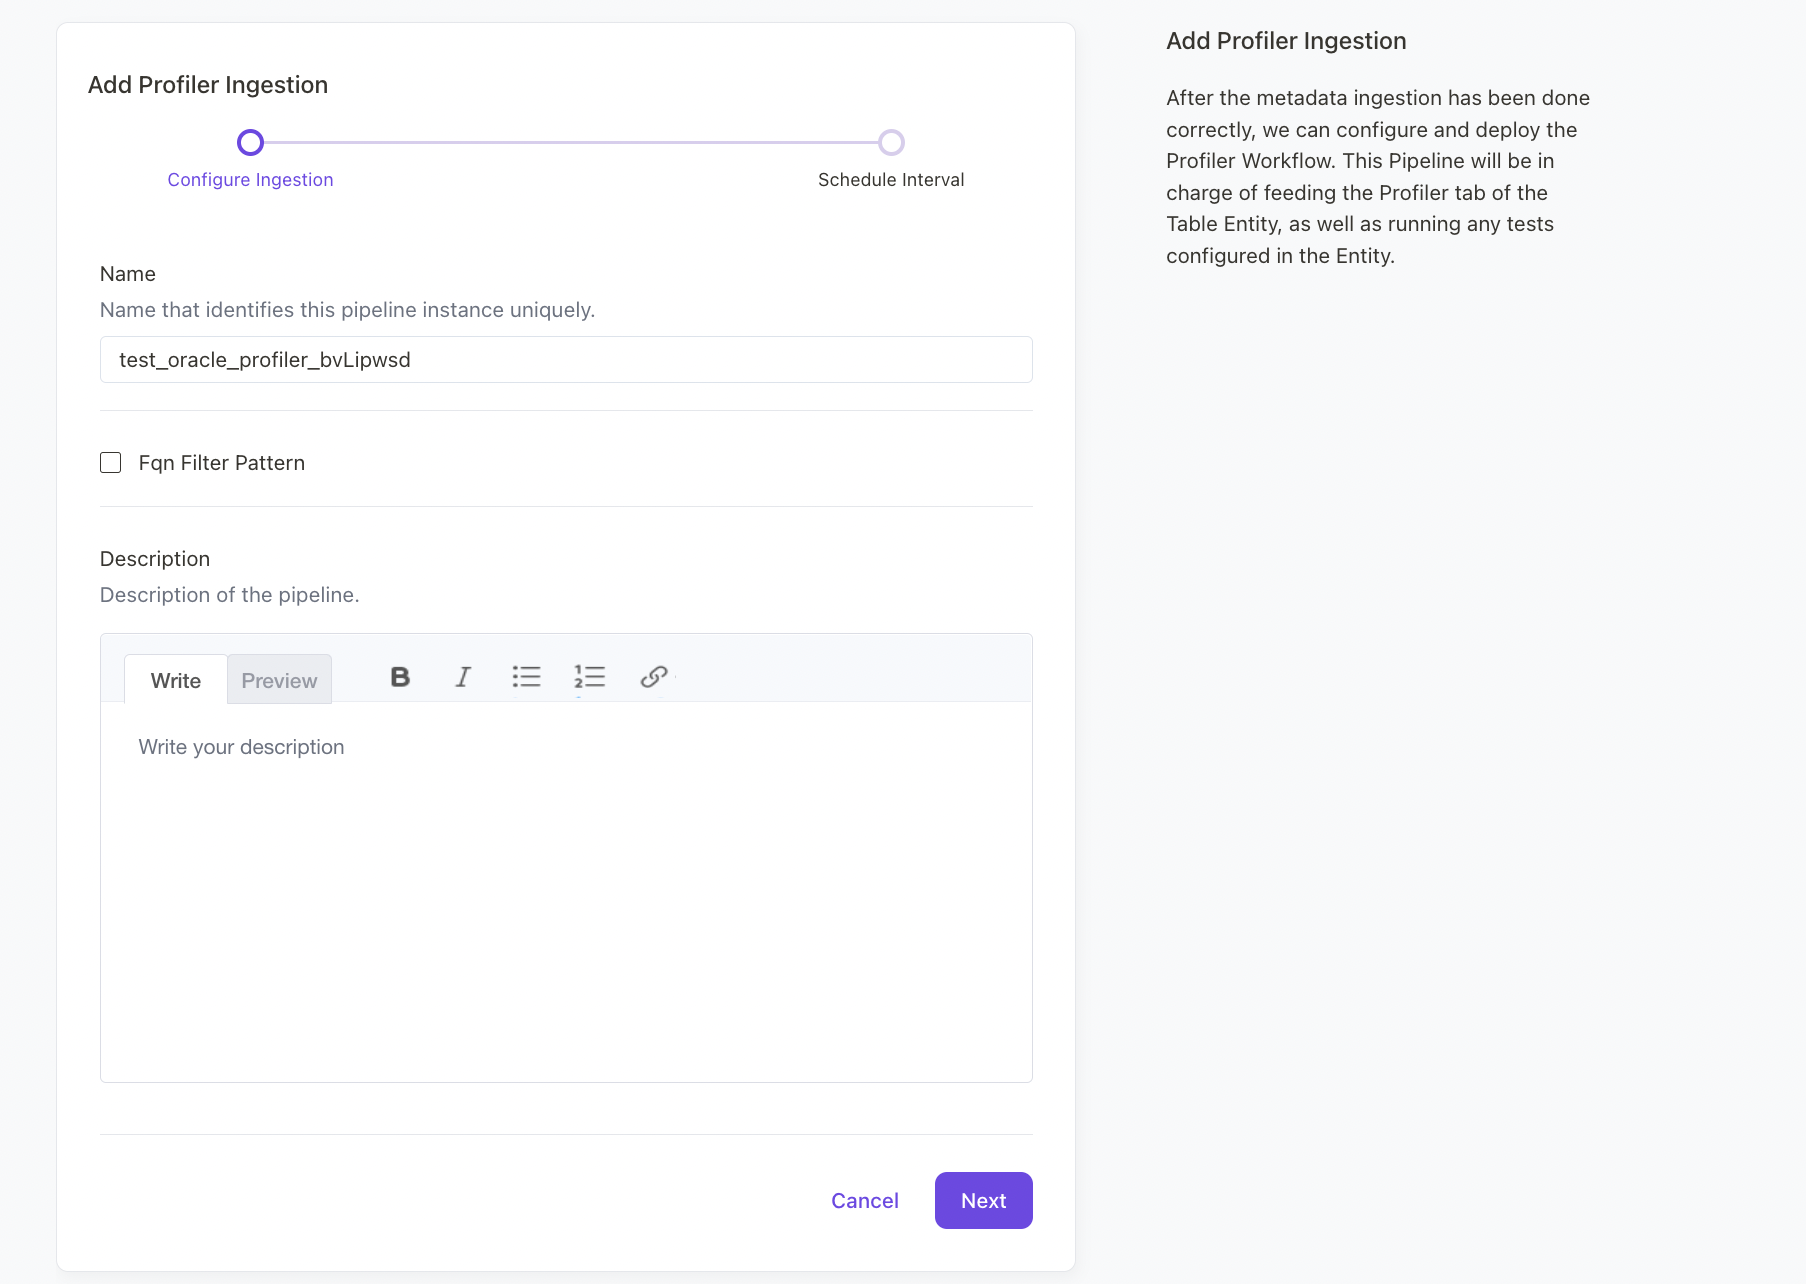 Add Profiler Ingestion
Configure Ingestion
Schedule Interval
Name
Name that identifies this pipeline instance uniquely.
test_oracle_profiler_bvLipwsd
Fqn Filter Pattern
Description
Description of the pipeline.
Write
Preview
Write your description
Cancel
Next
Add Profiler Ingestion
After the metadata ingestion has been done
correctly, we can configure and deploy the
Profiler Workflow. This Pipeline will be in
charge of feeding the Profiler tab of the
Table Entity, as well as running any tests
configured in the Entity.